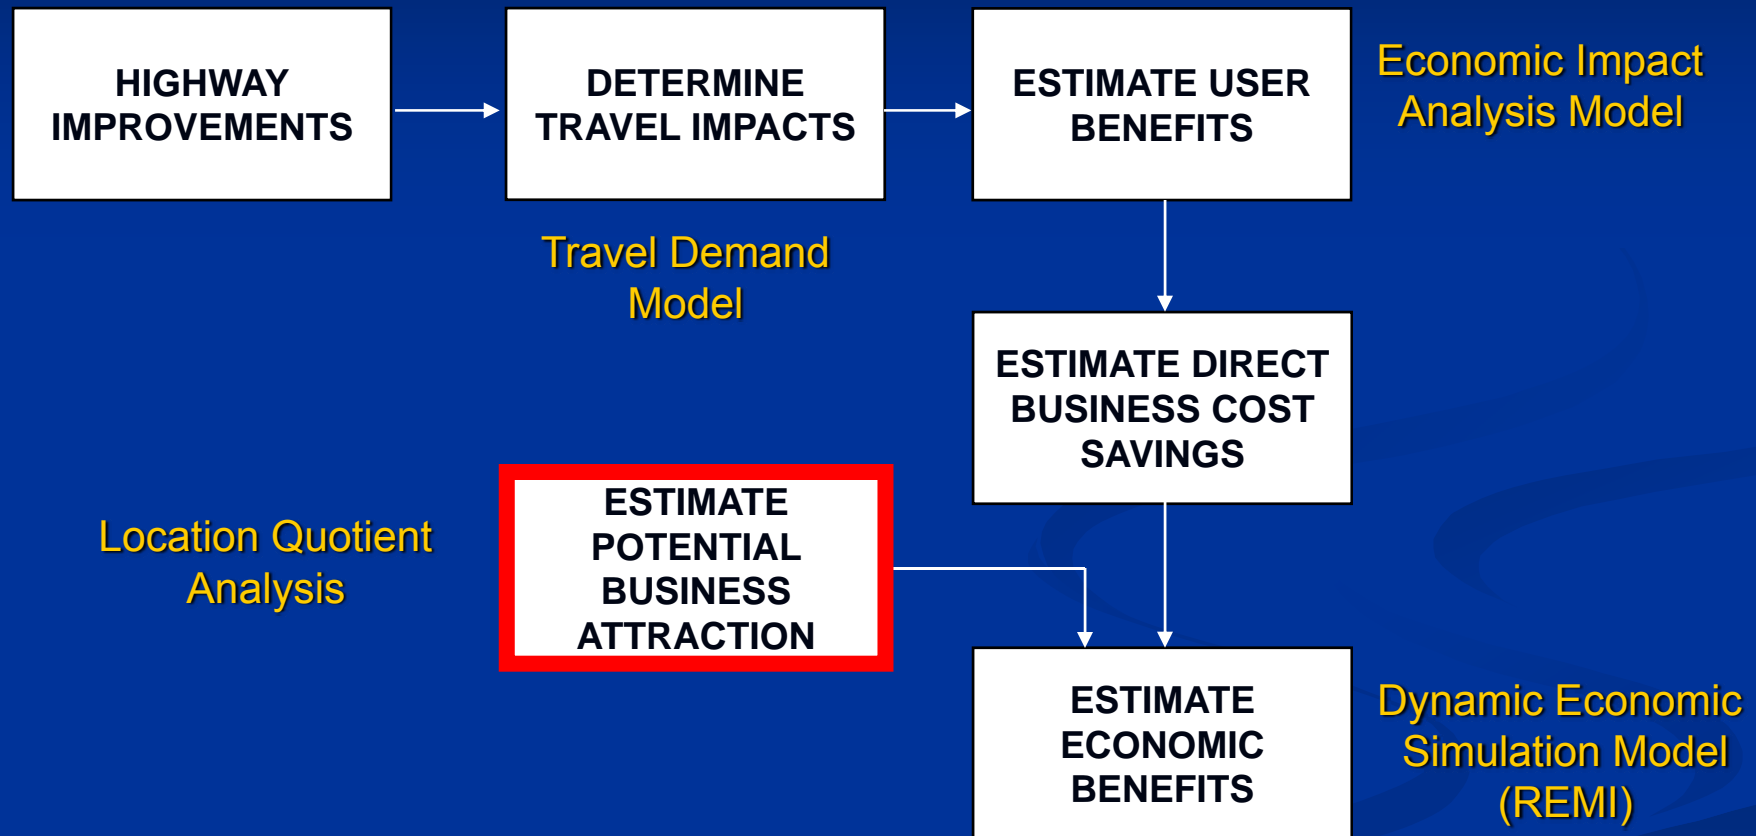 HIGHWAY
IMPROVEMENTS
DETERMINE
TRAVEL IMPACTS
ESTIMATE USER
BENEFITS
Economic Impact
Analysis Model
Travel Demand
Model
ESTIMATE DIRECT
BUSINESS COST
SAVINGS
Location Quotient
Analysis
ESTIMATE
POTENTIAL
BUSINESS
ATTRACTION
ESTIMATE
ECONOMIC
BENEFITS
Dynamic Economic
Simulation Model
(REMI)